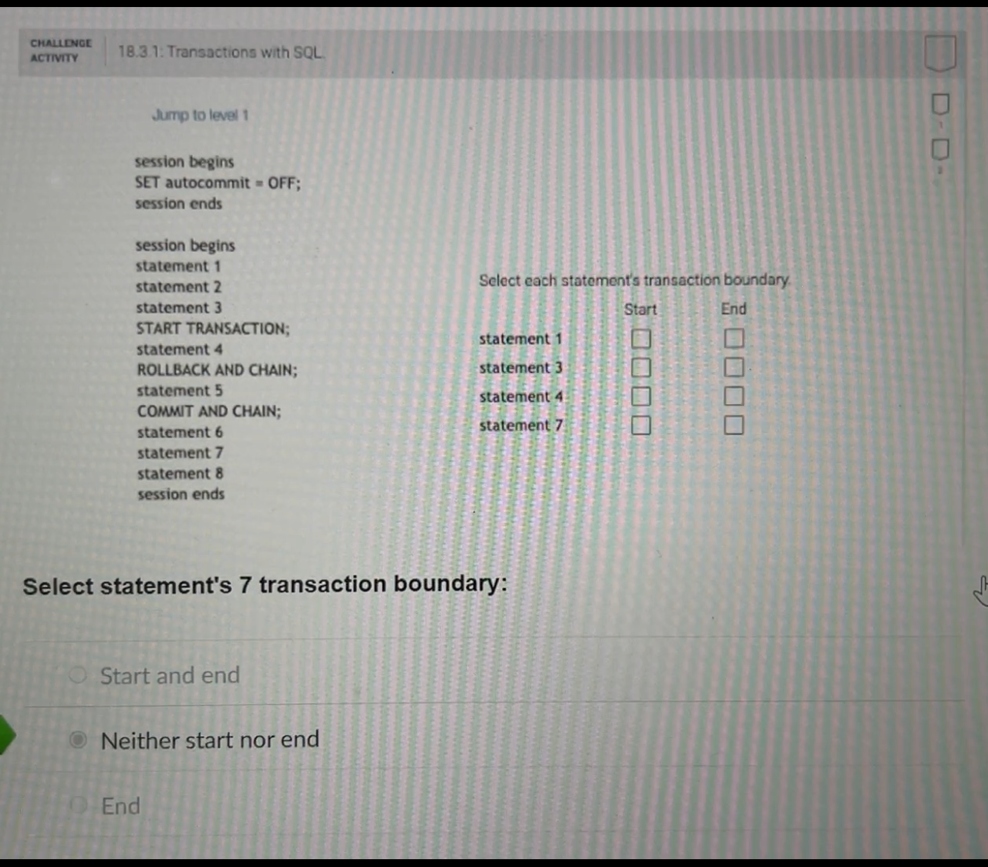 CHALLENGE
ACTIVITY
18.3.1: Transactions with SQL.
Jump to level 1
session begins
SET autocommit = OFF;
session ends
session begins
statement 1
statement 2
statement 3
START TRANSACTION;
statement 4
ROLLBACK AND CHAIN;
statement 5
COMMIT AND CHAIN;
statement 6
statement 7
statement 8
session ends
Select each statement's transaction boundary.
Start End
statement 1
statement 3
statement 4
statement 7
Select statement's 7 transaction boundary:
Start and end
Neither start nor end
End